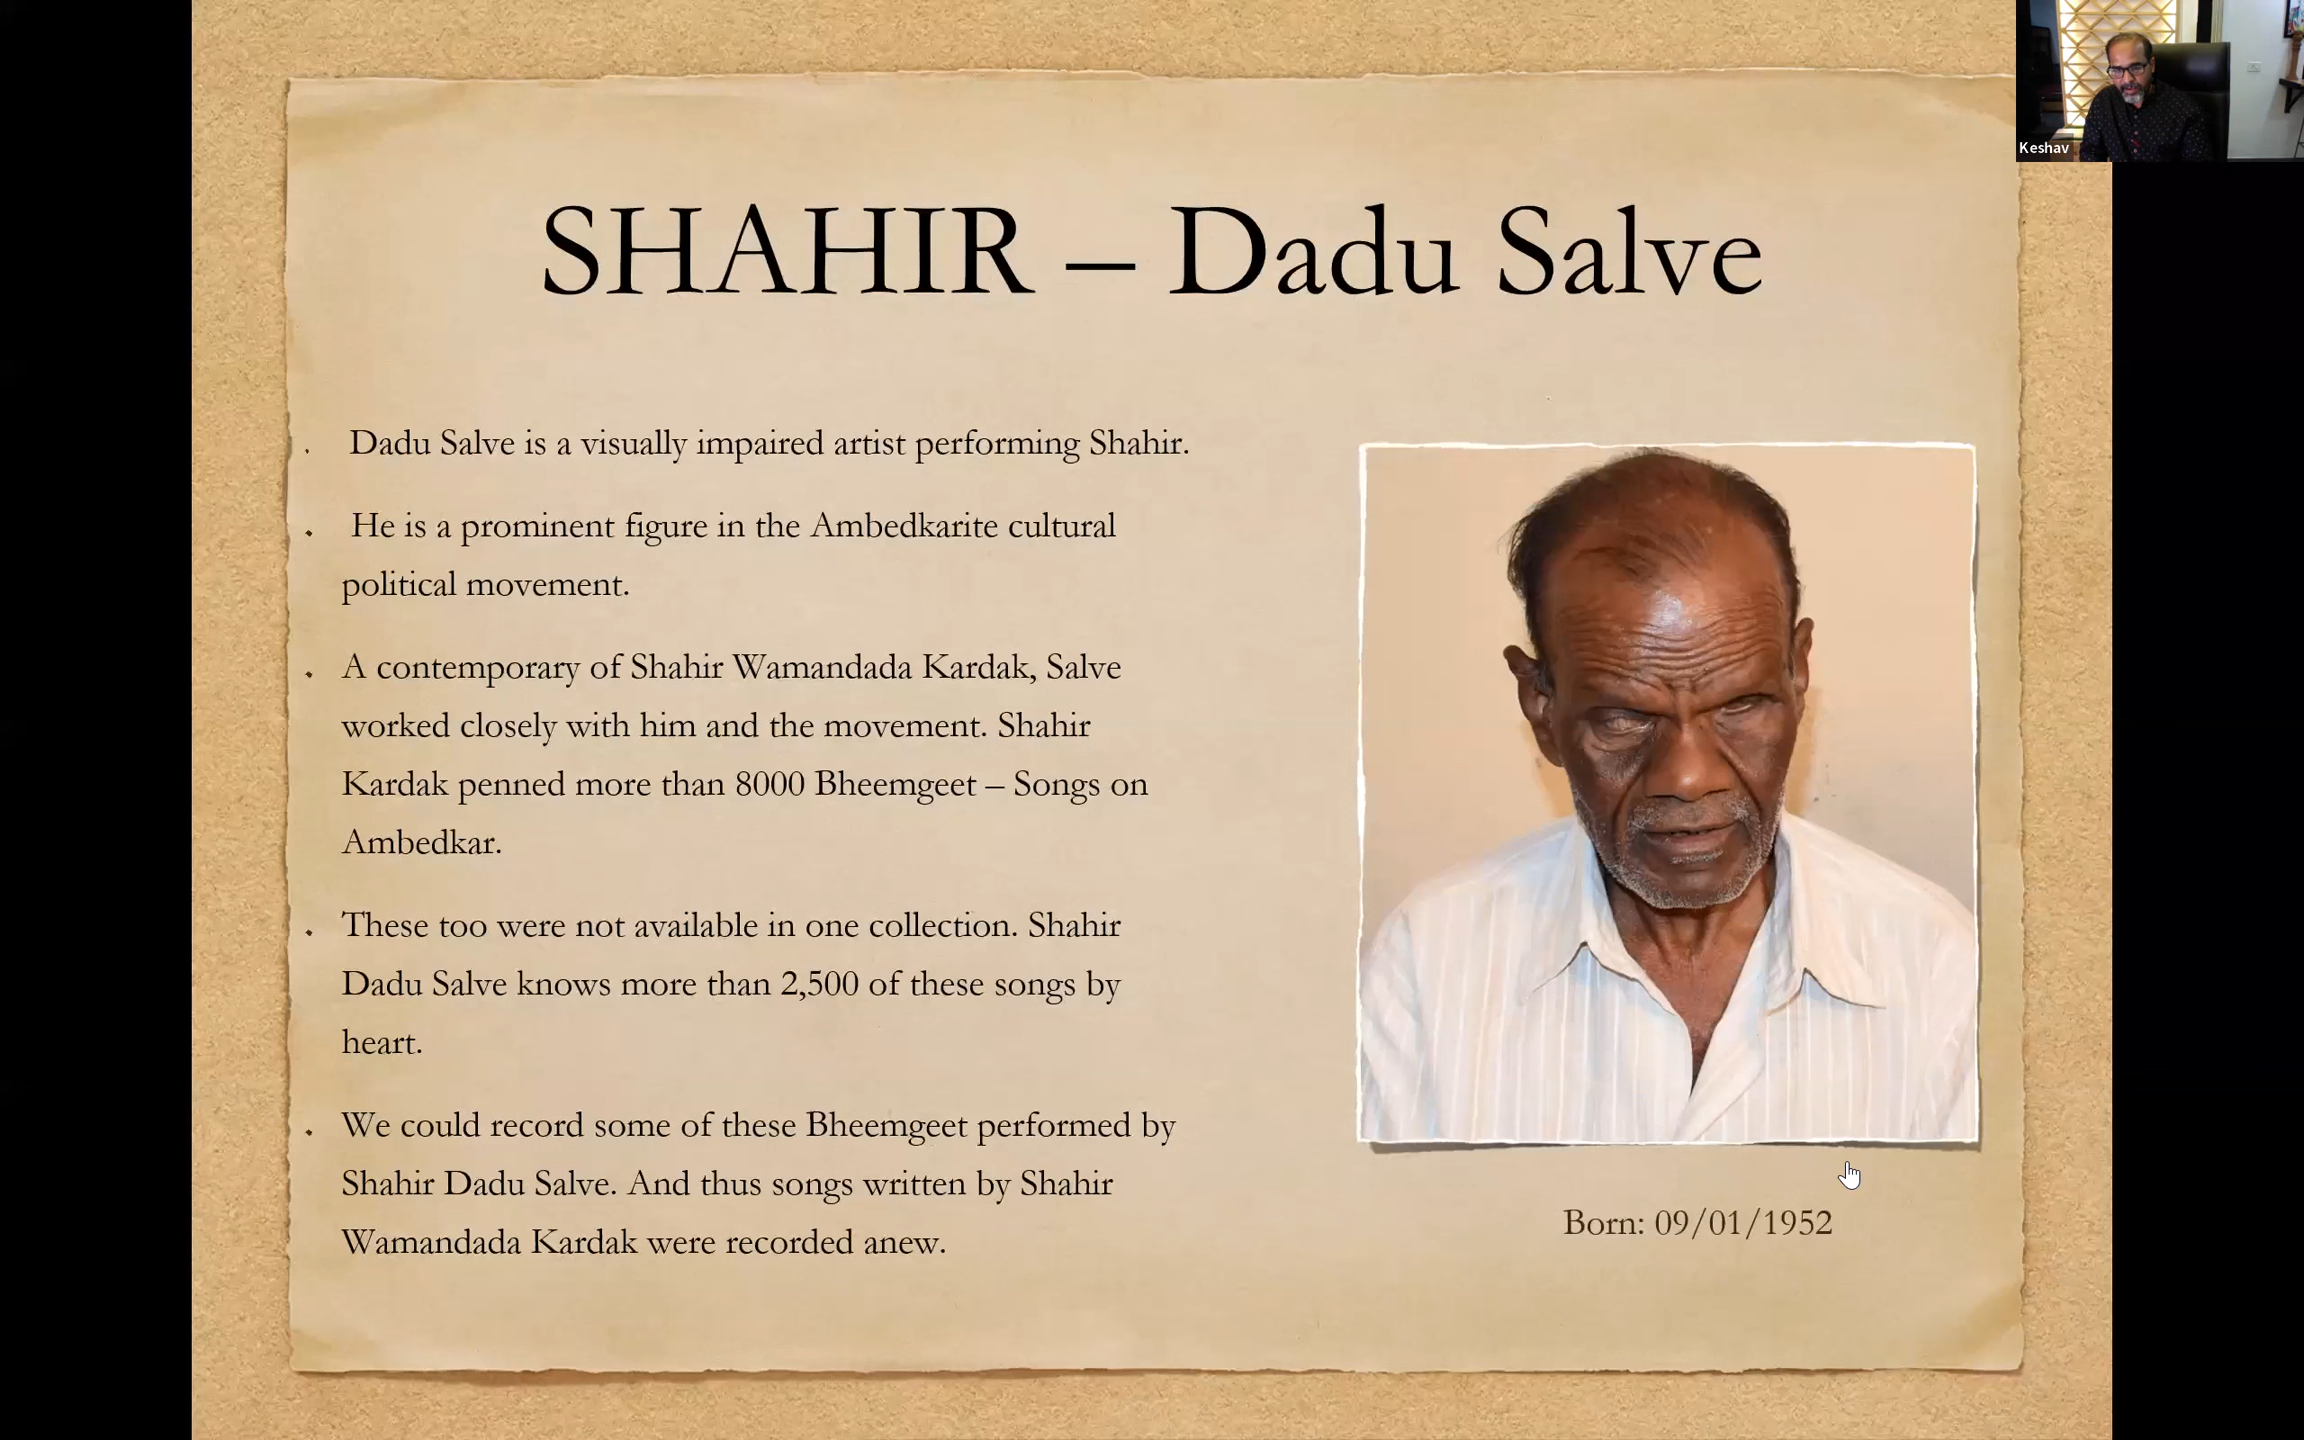 Keshav
SHAHIR – Dadu Salve
Dadu Salve is a visually impaired artist performing Shahir.
He is a prominent figure in the Ambedkarite cultural
political movement.
A contemporary of Shahir Wamandada Kardak, Salve
worked closely with him and the movement. Shahir
Kardak penned more than 8000 Bheemgeet – Songs on
Ambedkar.
These too were not available in one collection. Shahir
Dadu Salve knows more than 2,500 of these songs by
heart.
We could record some of these Bheemgeet performed by
Shahir Dadu Salve. And thus songs written by Shahir
Wamandada Kardak were recorded anew.
Born: 09/01/1952